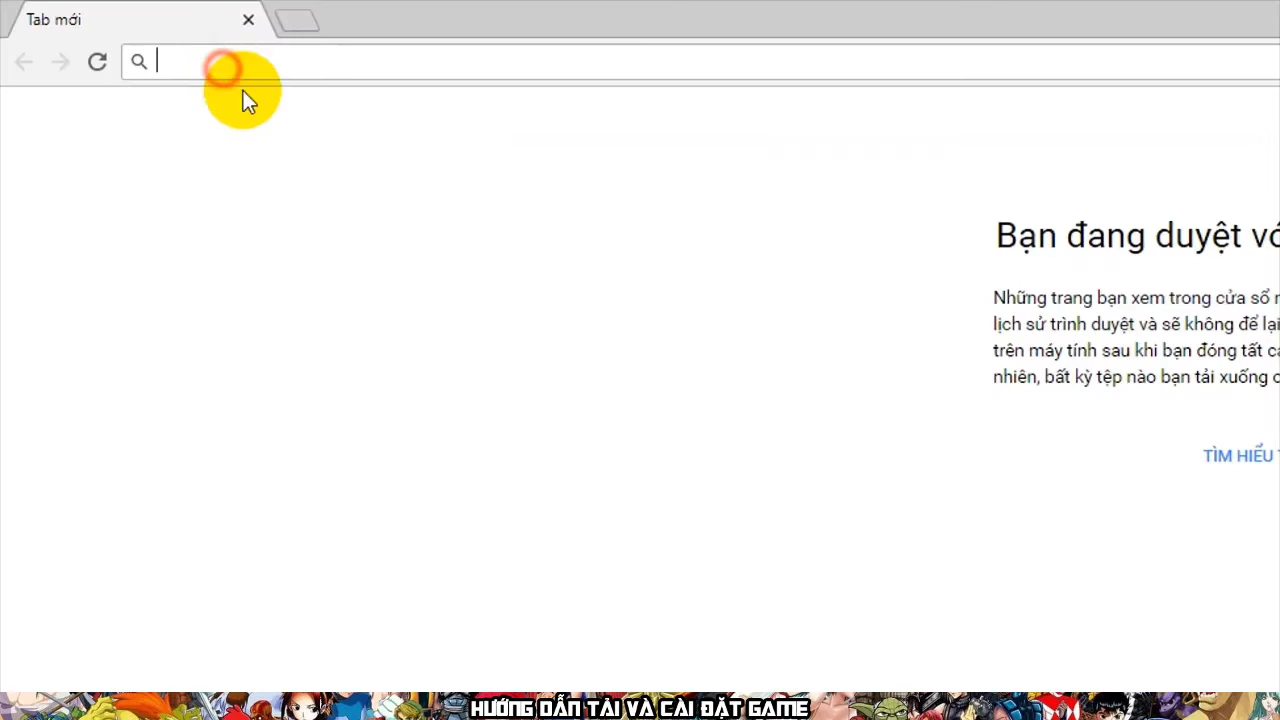 Tab mới
Bạn đang duyệt
Những trang bạn xem trong cửa sổ
lịch sử trình duyệt và sẽ không để lại
trên máy tính sau khi bạn đóng tất
nhiên, bất kỳ tệp nào bạn tải xuống
TÌM HIỂU
HƯỚNG DẪN TẢI VÀ CÀI ĐẶT GAME